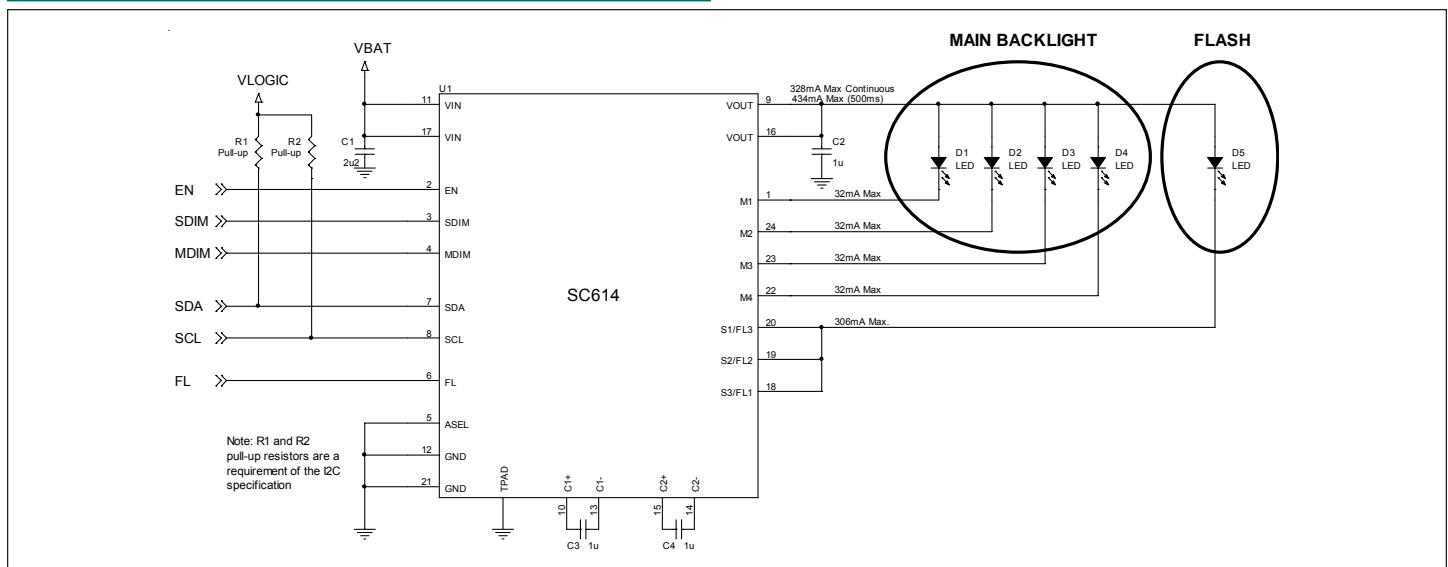 MAIN BACKLIGHT
FLASH
VBAT
VLOGIC
U1
328mA Max Continuous
434mA Max (500ms)
11 VIN
VOUT 9
17 VIN
VOUT 16
R1
Pull-up
R2
Pull-up
C1
2u2
C2
1u
D1
LED
D2
LED
D3
LED
D4
LED
D5
LED
EN
2 EN
M1 1 32mA Max
SDIM
3 SDIM
M2 24 32mA Max
MDIM
4 MDIM
M3 23 32mA Max
SC614
M4 22 32mA Max
SDA
7 SDA
S1/FL3 20 306mA Max.
SCL
8 SCL
S2/FL2 19
FL
6 FL
S3/FL1 18
5 ASEL
12 GND
21 GND
Note: R1 and R2
pull-up resistors are a
requirement of the I2C
specification
TPAD
C1+
C1-
C2+
C2-
10
13
15
14
C3 1u
C4 1u